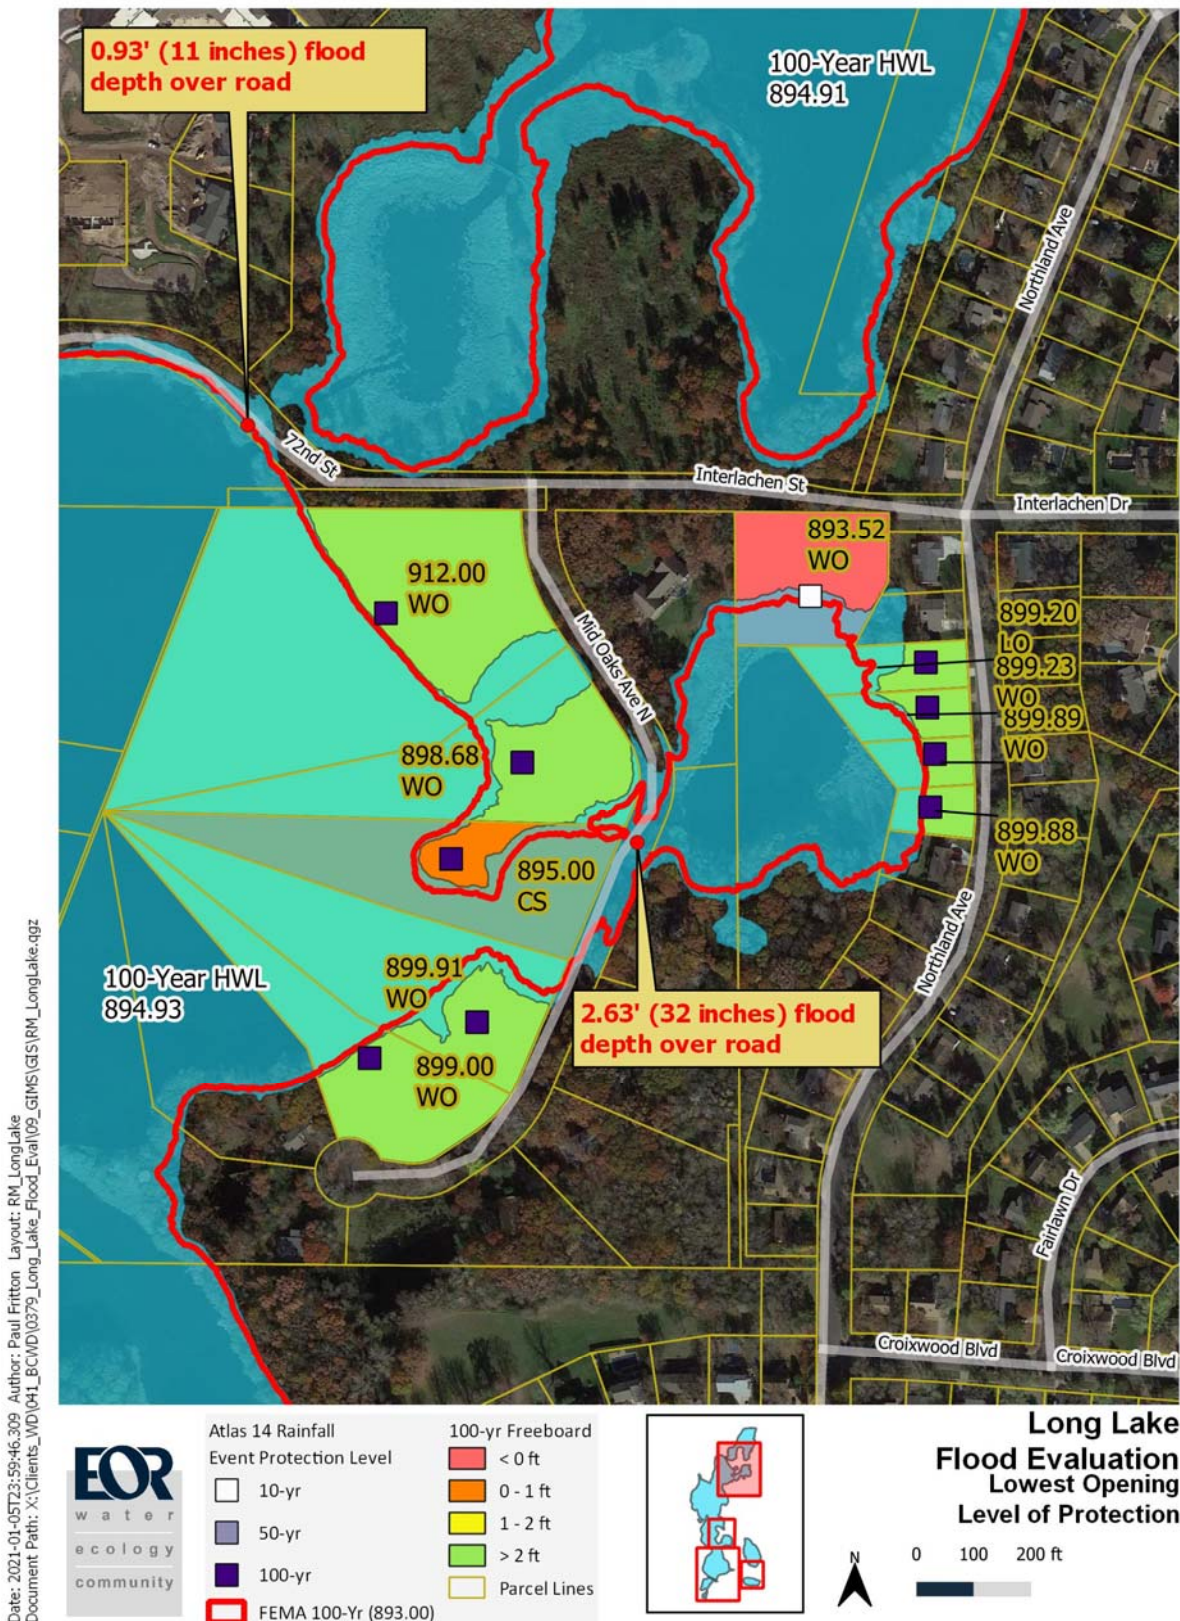 0.93' (11 inches) flood
depth over road
100-Year HWL
894.91
Northland Ave
72nd St
Interlachen St
Interlachen Dr
893.52
WO
912.00
WO
Mid Oaks Ave N
899.20
LO
899.23
WO
899.89
WO
898.68
WO
899.88
WO
895.00
CS
899.91
WO
100-Year HWL
894.93
Northland Ave
2.63' (32 inches) flood
depth over road
899.00
WO
Fairlawn Dr
Croixwood Blvd
Croixwood Blvd
Date: 2021-01-05T23:59:46.309 Author: Paul Fritton Layout: RM_LongLake
Document Path: X:\Clients_WD\041_BCWD\0379_Long_Lake_Flood_Eval\09_GIMS\GIS\RM_LongLake.qgz
EOR
water
ecology
community
Atlas 14 Rainfall
Event Protection Level
10-yr
50-yr
100-yr
FEMA 100-Yr (893.00)
100-yr Freeboard
< 0 ft
0 - 1 ft
1 - 2 ft
> 2 ft
Parcel Lines
Long Lake
Flood Evaluation
Lowest Opening
Level of Protection
N
0 100 200 ft